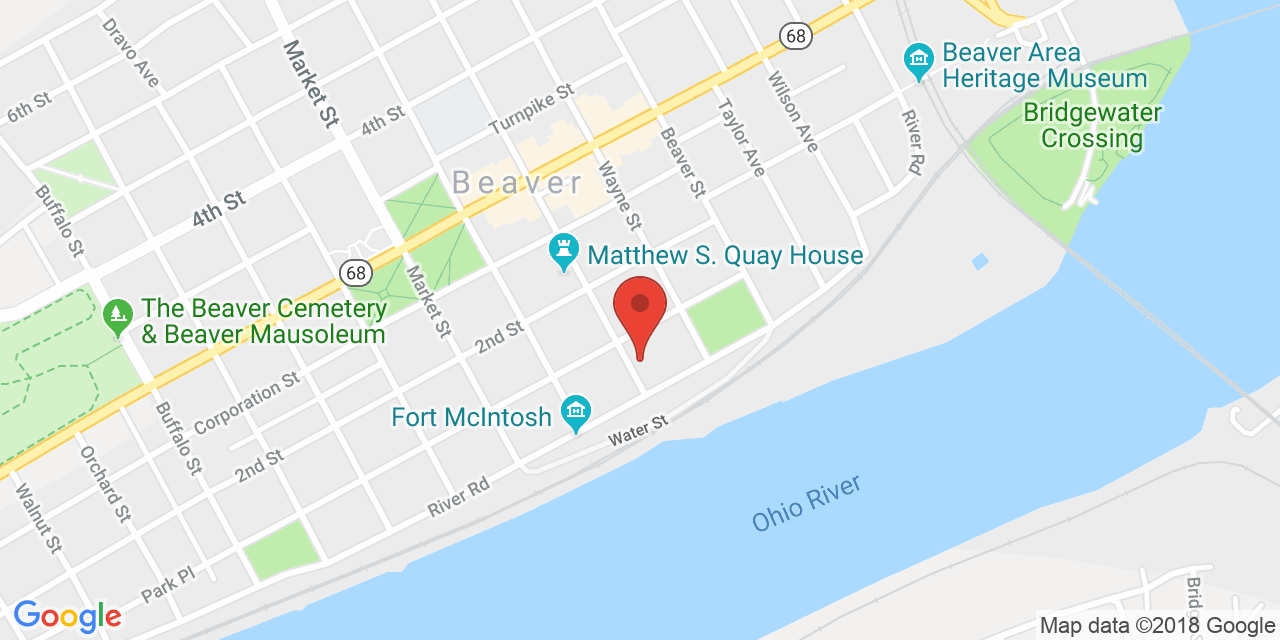 Dravo Ave
Market St
68
Beaver Area
Heritage Museum
6th St
4th St
Turnpike St
Wilson Ave
Taylor Ave
Bridgewater
Crossing
River Rd
Beaver St
Beaver
Wayne St
Buffalo St
4th St
Matthew S. Quay House
68
Market St
The Beaver Cemetery
& Beaver Mausoleum
2nd St
Corporation St
Fort McIntosh
Water St
Buffalo St
Orchard St
2nd St
River Rd
Ohio River
Walnut St
Park Pl
Google
Map data ©2018 Google